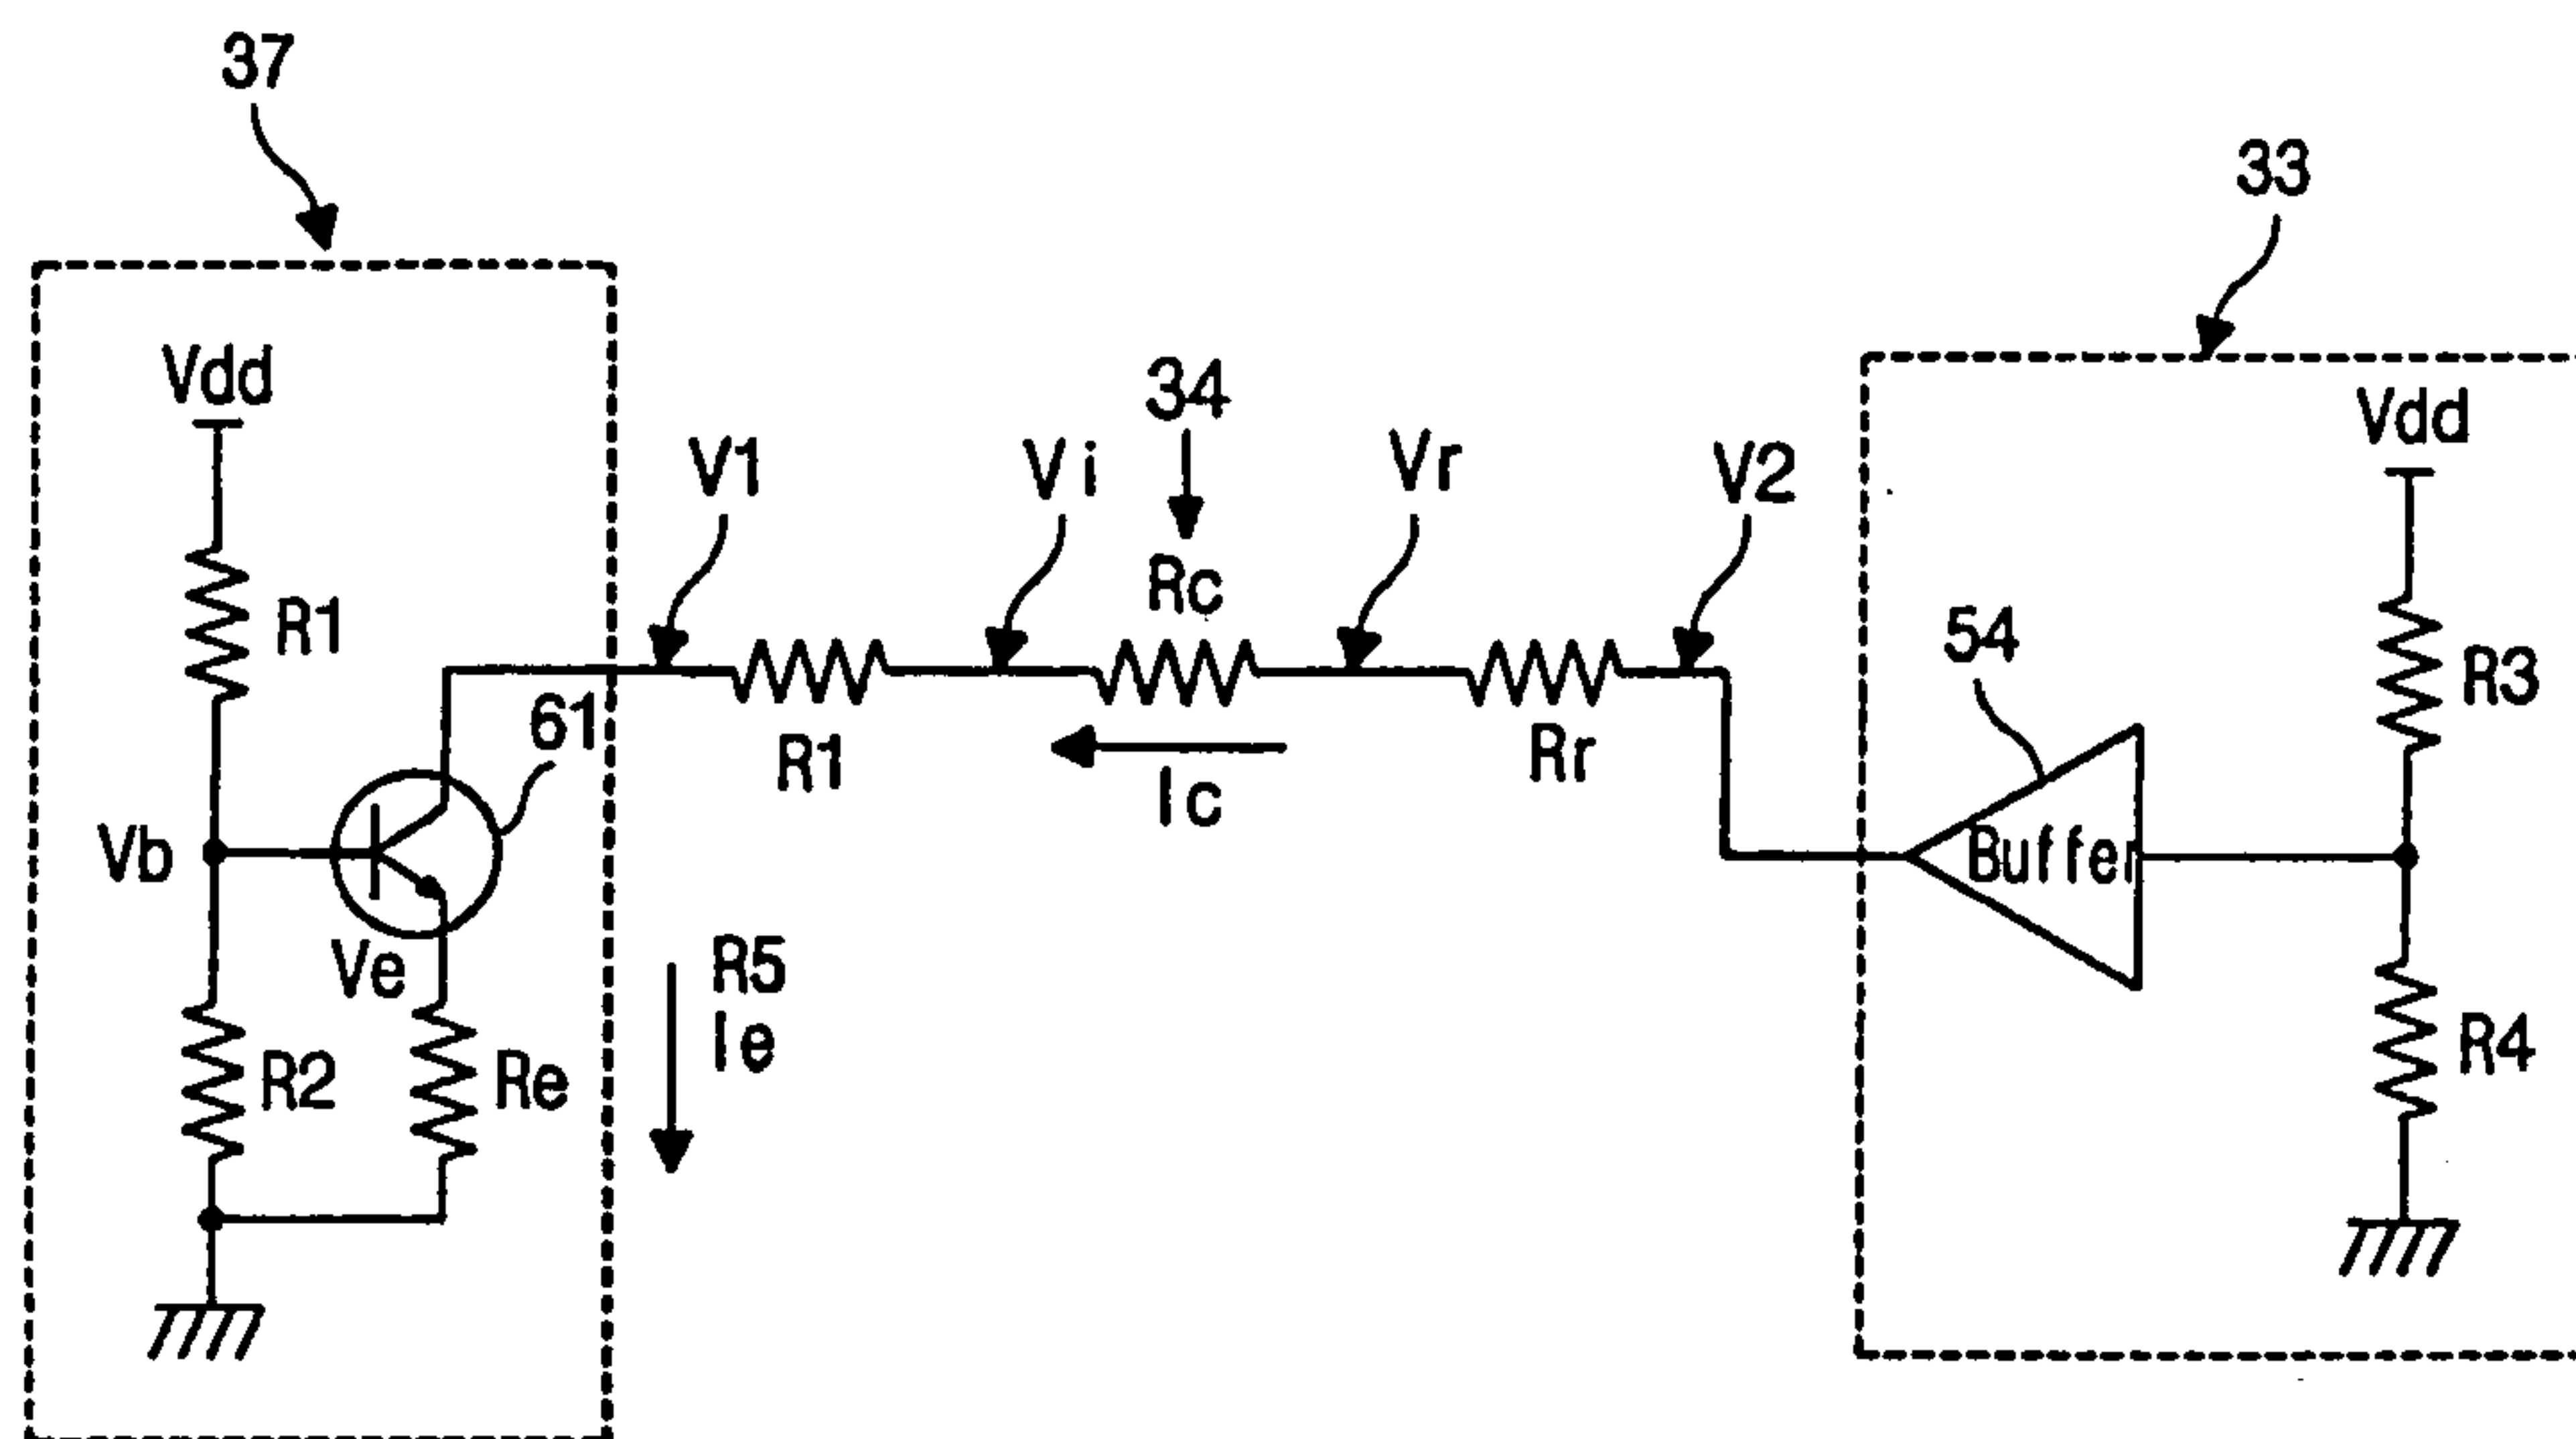 37
33
Vdd
34
Vdd
V1
Vi
Vr
V2
Rc
R1
54
R3
61
R1
Rr
Ic
Vb
Buffer
Ve
R5
Ie
R2
Re
R4